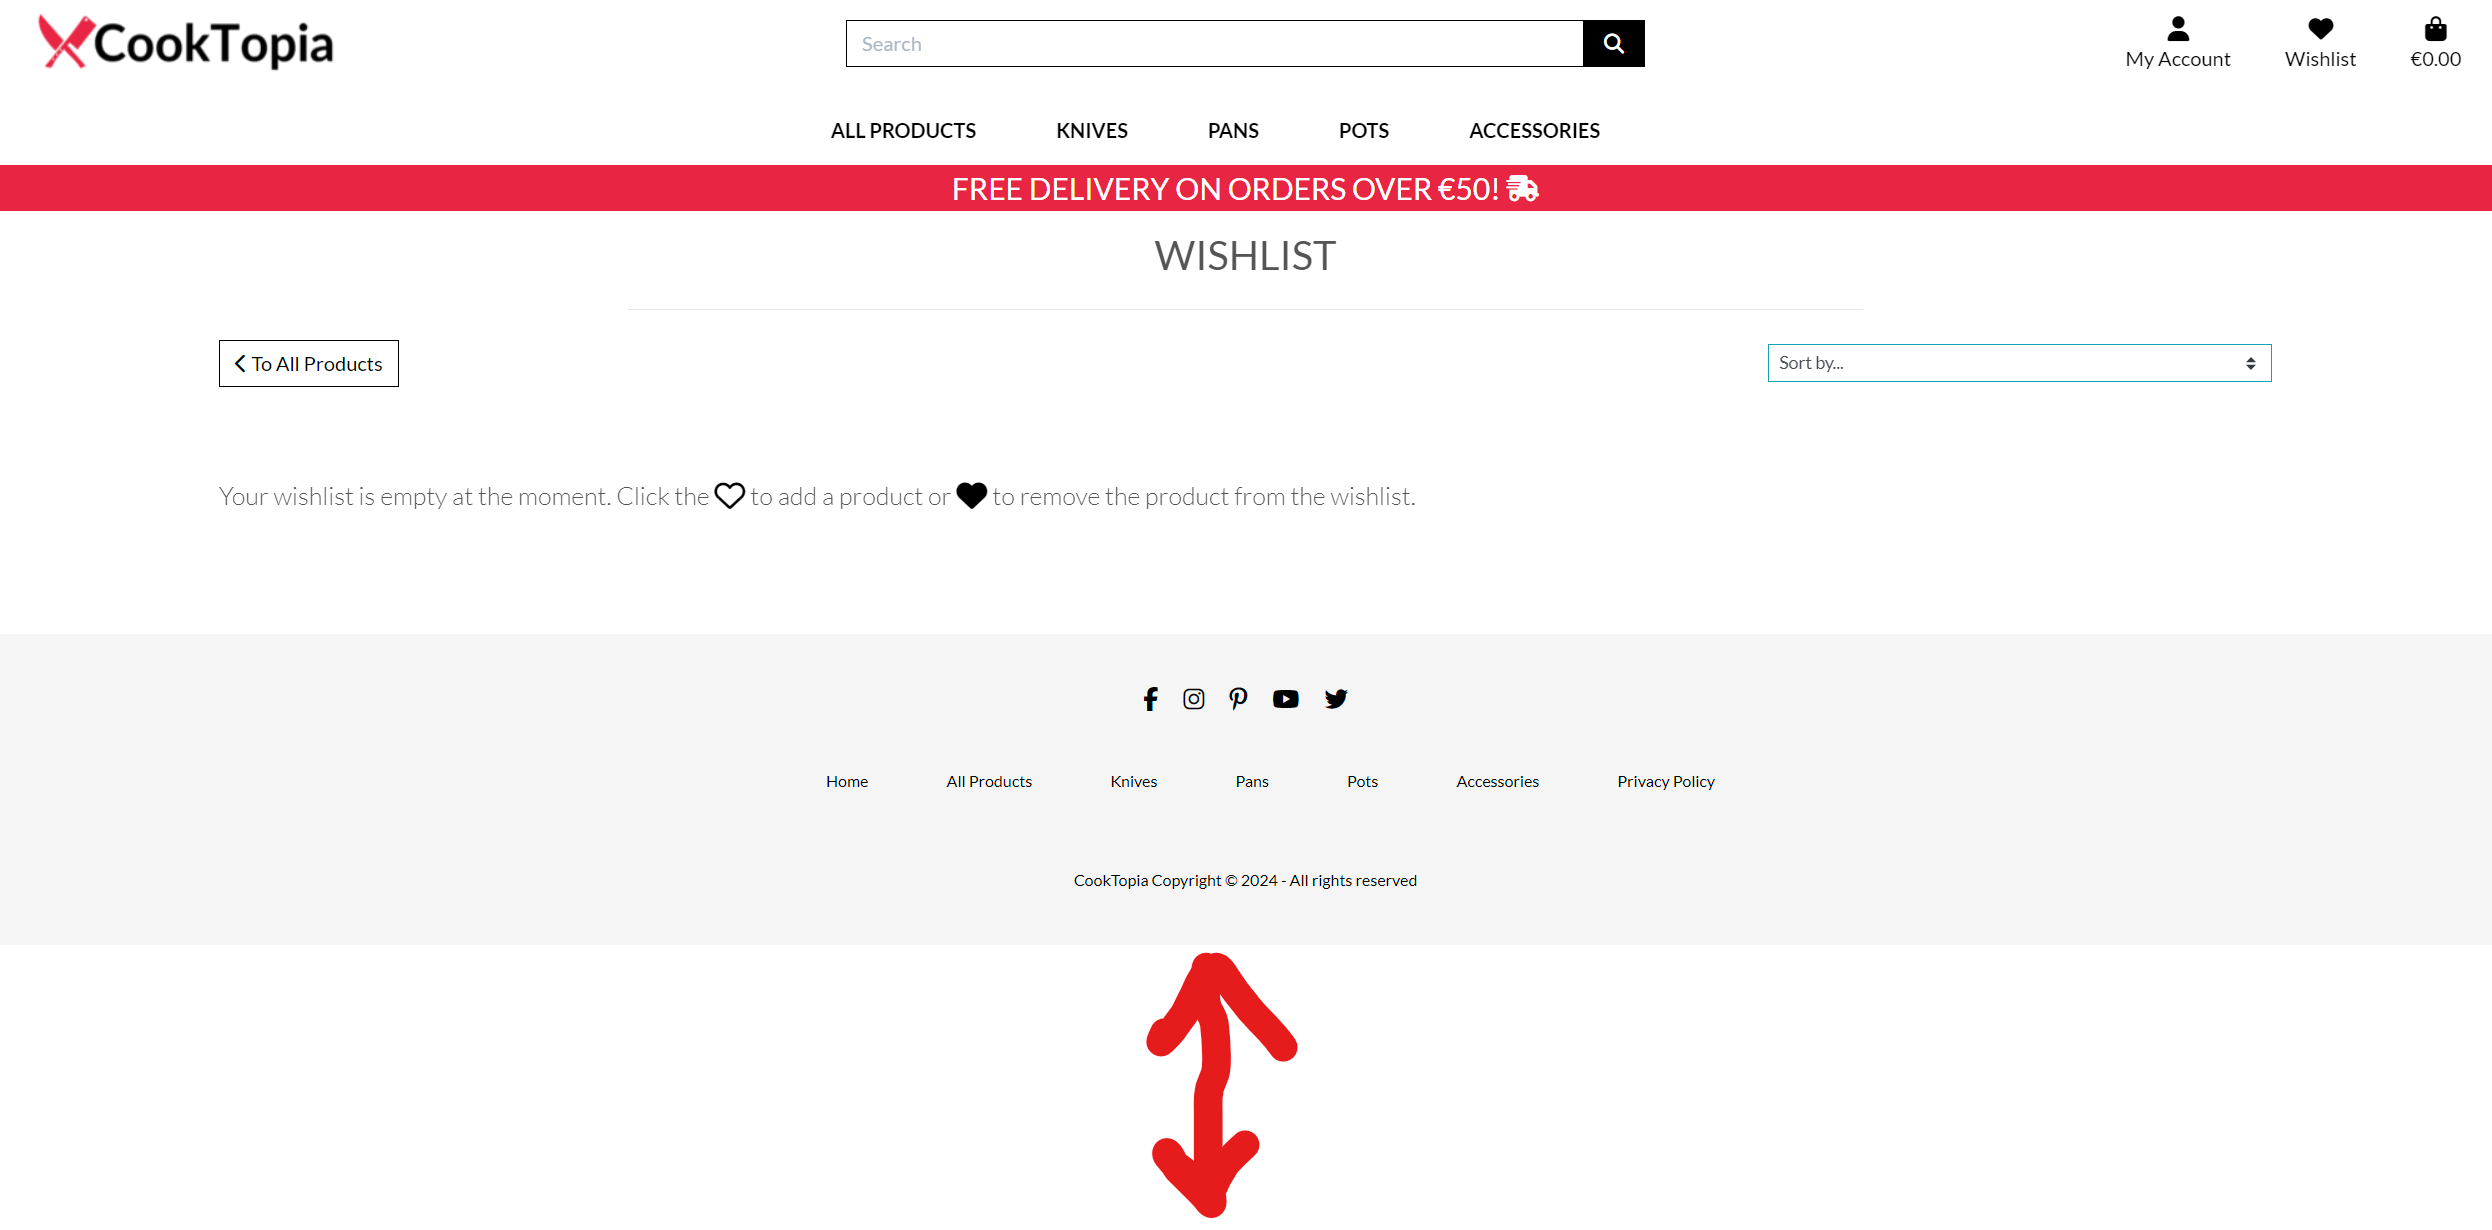 CookTopia
Search
My Account
Wishlist
€0.00
ALL PRODUCTS
KNIVES
PANS
POTS
ACCESSORIES
FREE DELIVERY ON ORDERS OVER €50!
WISHLIST
To All Products
Sort by...
Your wishlist is empty at the moment. Click the to add a product or to remove the product from the wishlist.
Home
All Products
Knives
Pans
Pots
Accessories
Privacy Policy
CookTopia Copyright © 2024 - All rights reserved